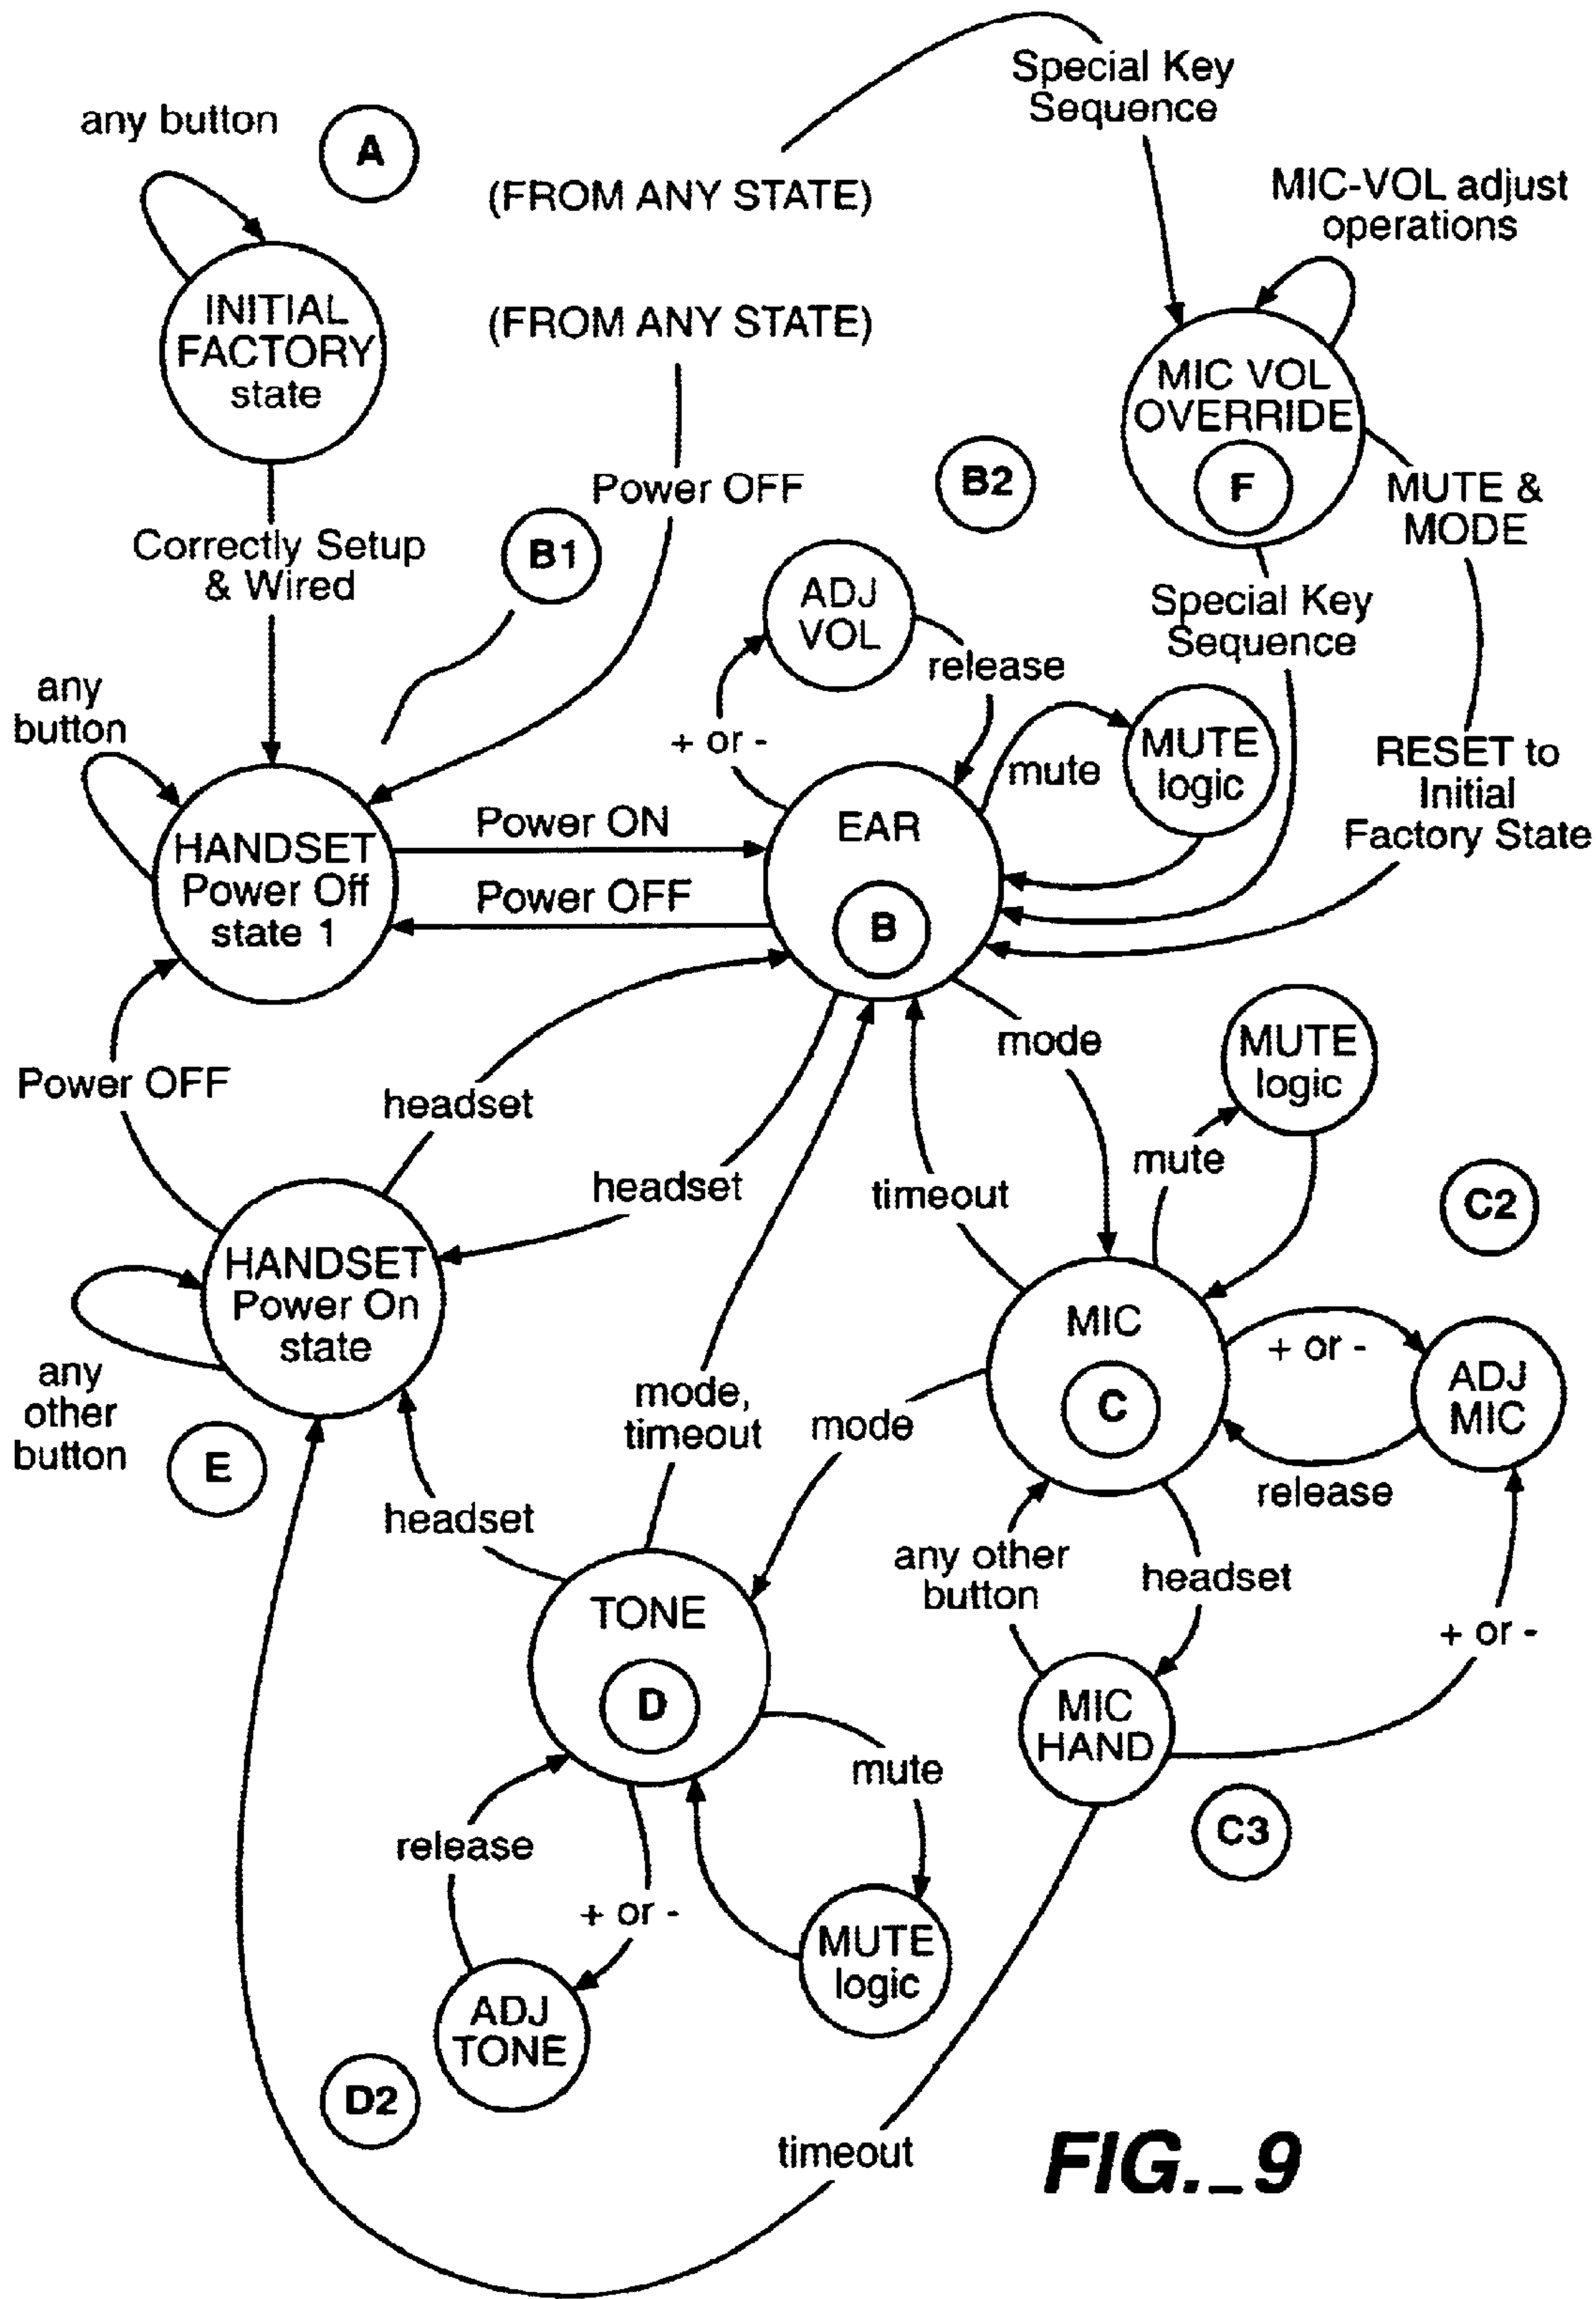 Special Key
Sequence
any button
A
(FROM ANY STATE)
MIC-VOL adjust
operations
INITIAL
FACTORY
state
(FROM ANY STATE)
MIC VOL
OVERRIDE
F
Power OFF
B2
MUTE &
MODE
Correctly Setup
& Wired
B1
ADJ
VOL
Special Key
Sequence
release
any
button
+ or -
mute
MUTE
logic
RESET to
Initial
Factory State
HANDSET
Power Off
state 1
Power ON
Power OFF
EAR
B
mode
MUTE
logic
Power OFF
headset
headset
timeout
mute
C2
HANDSET
Power On
state
any
other
button
E
mode,
timeout
mode
MIC
C
+ or -
ADJ
MIC
release
headset
any other
button
headset
+ or -
TONE
D
MIC
HAND
mute
C3
release
+ or -
MUTE
logic
ADJ
TONE
D2
timeout
FIG._9